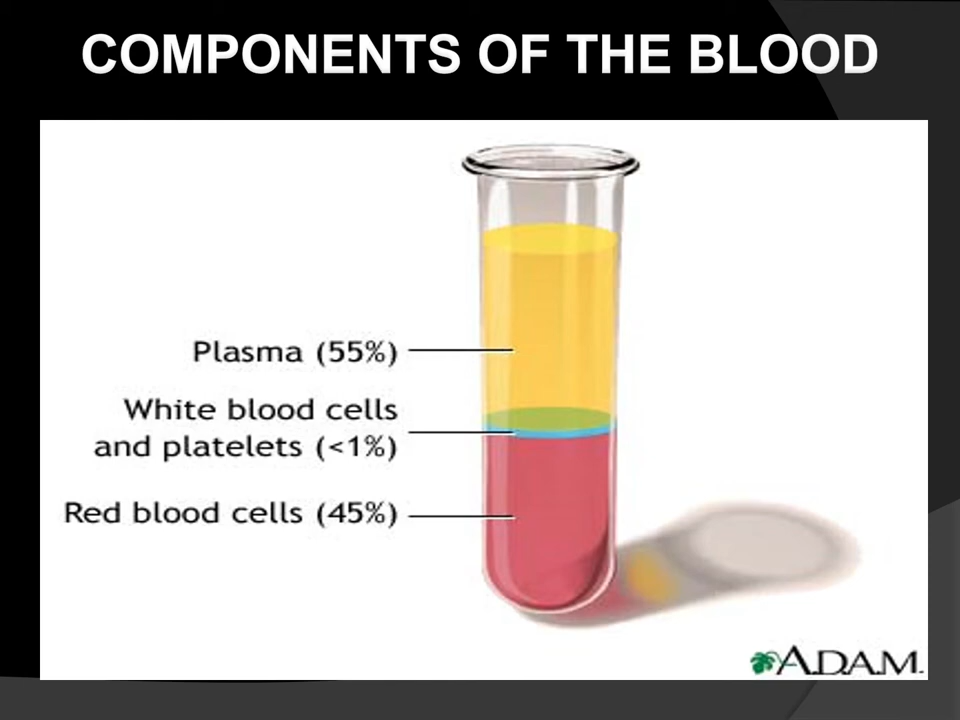 COMPONENTS OF THE BLOOD
Plasma (55%)
White blood cells
and platelets (<1%)
Red blood cells (45%)
A.D.A.M.